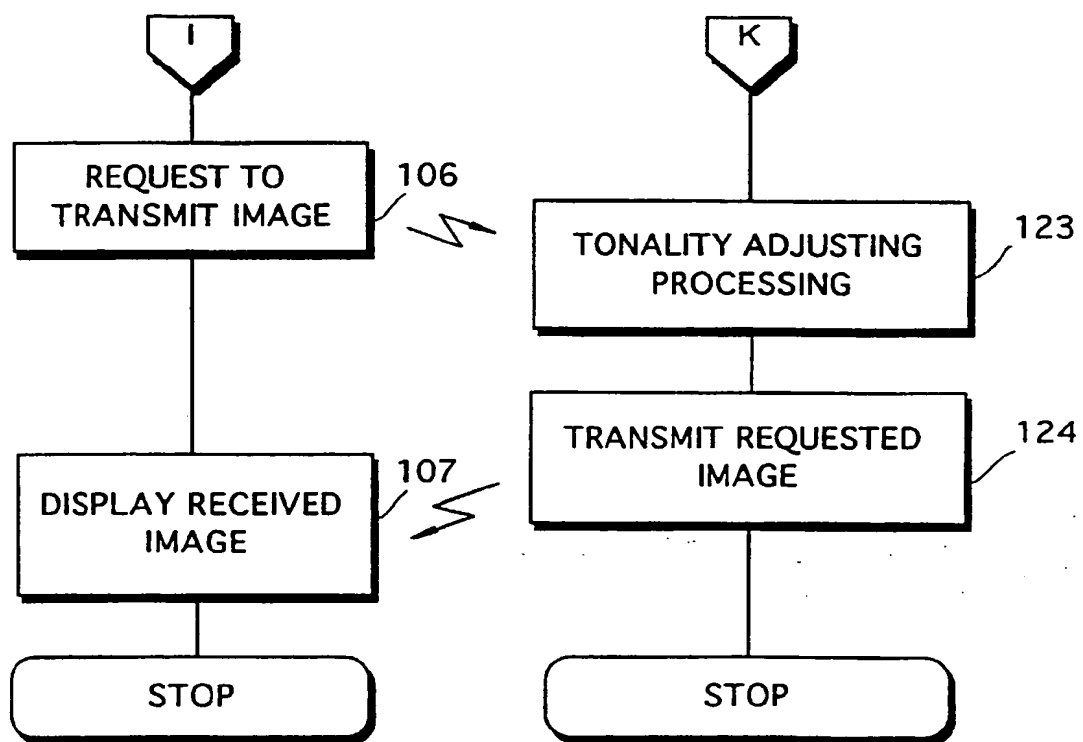 I
K
REQUEST TO
TRANSMIT IMAGE
106
TONALITY ADJUSTING
PROCESSING
123
TRANSMIT REQUESTED
IMAGE
124
DISPLAY RECEIVED
IMAGE
107
STOP
STOP